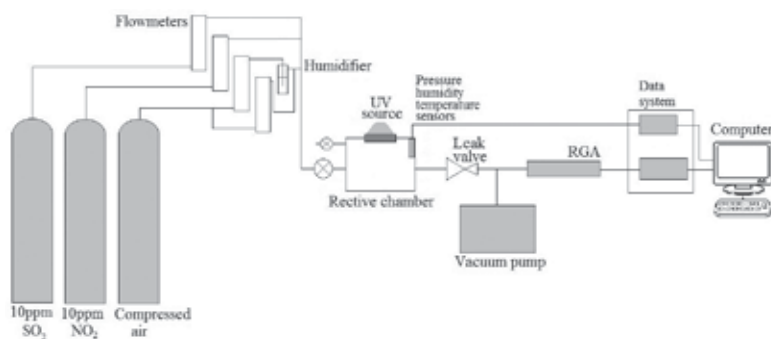 Flowmeters
Humidifier
Pressure
humidity
temperature
sensors
UV
source
Data
system
Computer
Leak
valve
RGA
Rective chamber
Vacuum pump
10ppm
SO₂
10ppm
NO₂
Compressed
air